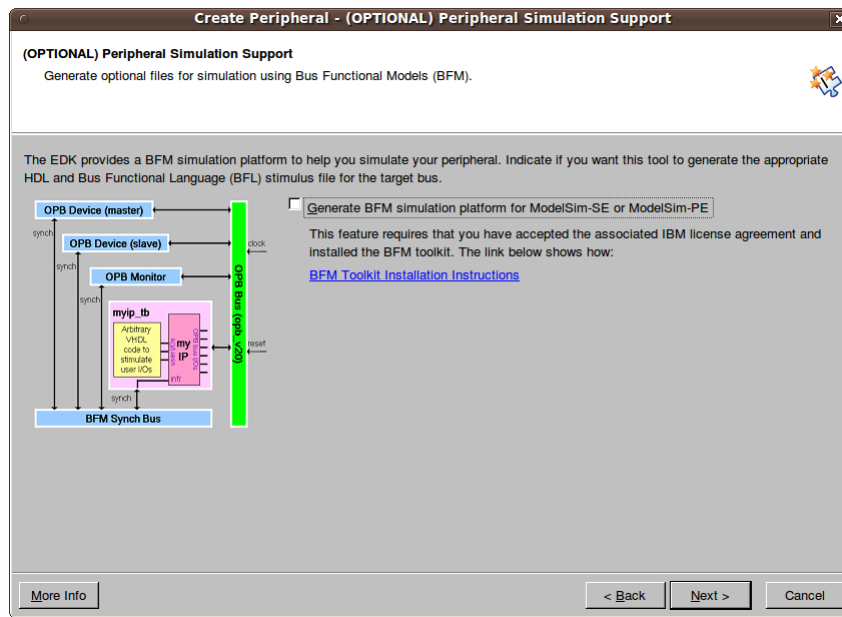 Create Peripheral - (OPTIONAL) Peripheral Simulation Support
(OPTIONAL) Peripheral Simulation Support
Generate optional files for simulation using Bus Functional Models (BFM).
The EDK provides a BFM simulation platform to help you simulate your peripheral. Indicate if you want this tool to generate the appropriate
HDL and Bus Functional Language (BFL) stimulus file for the target bus.
OPB Device (master)
synch
OPB Device (slave)
synch
OPB Monitor
synch
myip_tb
Arbitrary
VHDL
code to
stimulate
user I/Os
my
IP
intr
synch
BFM Synch Bus
OPB Bus (opb_v20)
clock
reset
OPB bus I/Os
Generate BFM simulation platform for ModelSim-SE or ModelSim-PE
This feature requires that you have accepted the associated IBM license agreement and
installed the BFM toolkit. The link below shows how:
BFM Toolkit Installation Instructions
More Info
< Back
Next >
Cancel